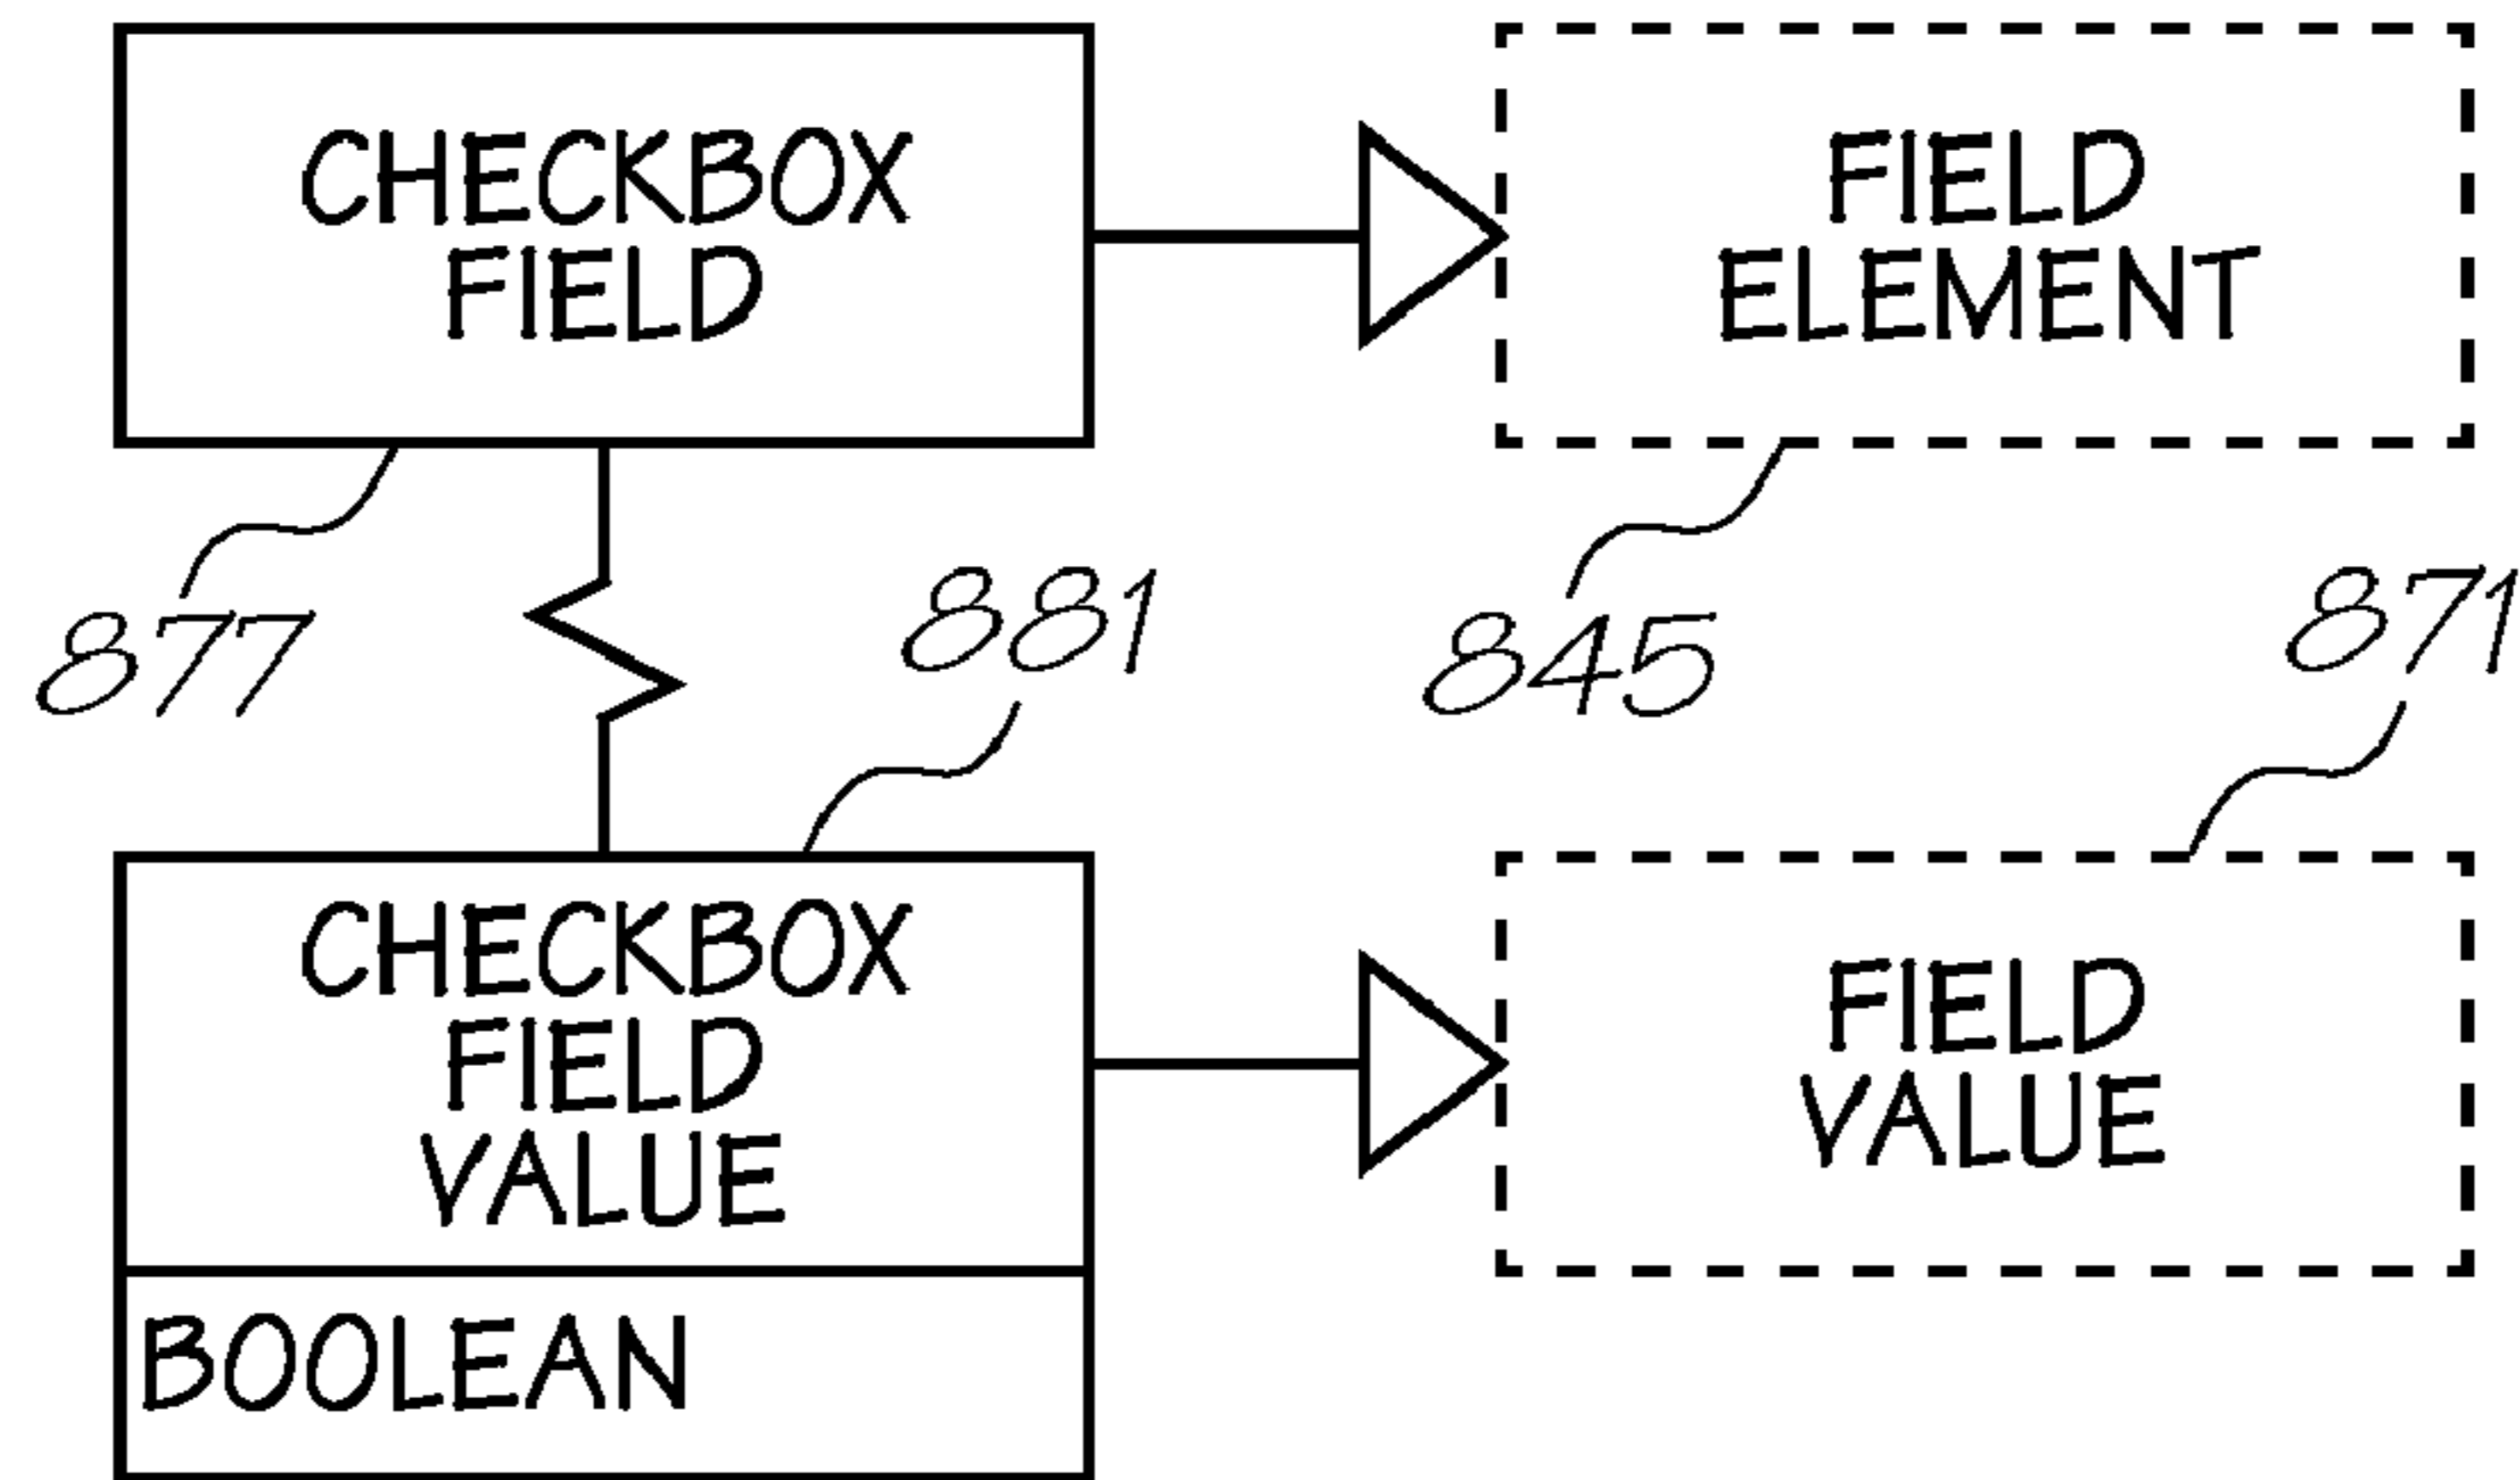 CHECKBOX
FIELD
FIELD
ELEMENT
877
881
845
871
CHECKBOX
FIELD
VALUE
FIELD
VALUE
BOOLEAN